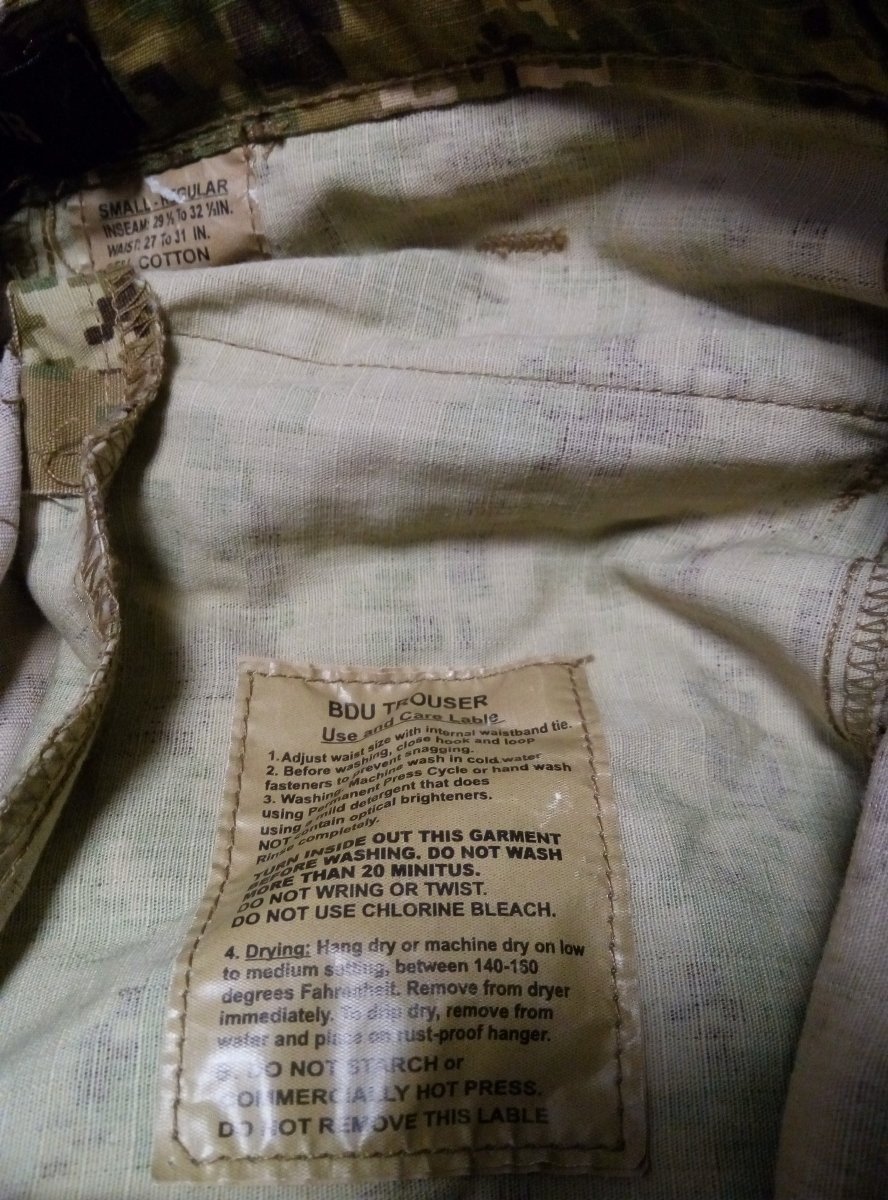 SMALL - REGULAR
INSEAM: 29 ½ To 32 ½IN.
WAIST: 27 To 31 IN.
COTTON
BDU TROUSER
Use and Care Lable
1. Adjust waist size with internal waistband tie.
2. Before washing, close hook and loop
fasteners to prevent snagging.
3. Washing: Machine wash in cold water
using Permanent Press Cycle or hand wash
using a mild detergent that does
NOT contain optical brighteners.
Rinse completely.
TURN INSIDE OUT THIS GARMENT
BEFORE WASHING. DO NOT WASH
MORE THAN 20 MINITUS.
DO NOT WRING OR TWIST.
DO NOT USE CHLORINE BLEACH.
4. Drying: Hang dry or machine dry on low
to medium setting, between 140-150
degrees Fahrenheit. Remove from dryer
immediately. To drip dry, remove from
water and place on rust-proof hanger.
5. DO NOT STARCH or
COMMERCIALLY HOT PRESS.
DO NOT REMOVE THIS LABLE